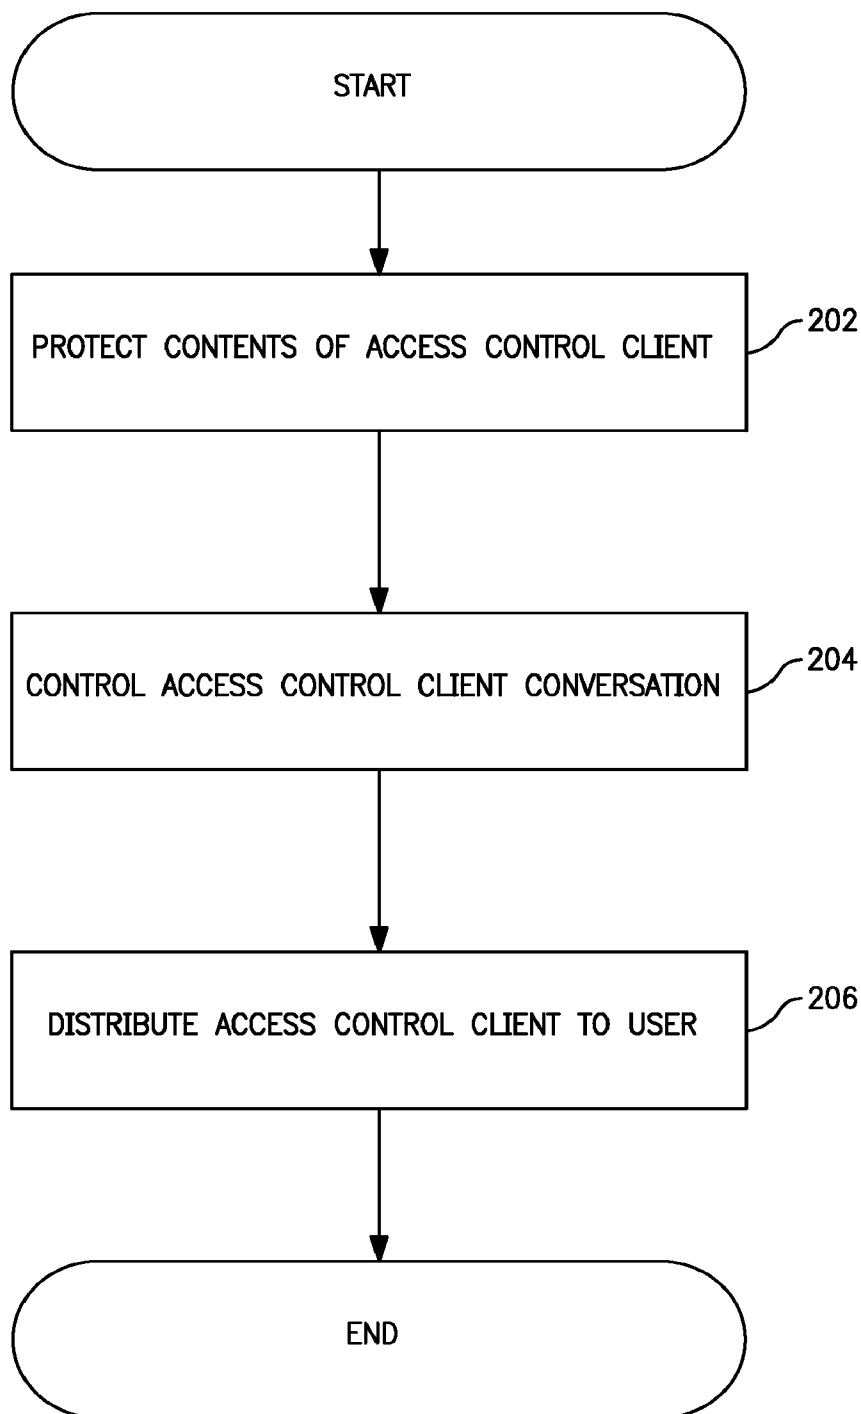 START
PROTECT CONTENTS OF ACCESS CONTROL CLIENT
202
CONTROL ACCESS CONTROL CLIENT CONVERSATION
204
DISTRIBUTE ACCESS CONTROL CLIENT TO USER
206
END